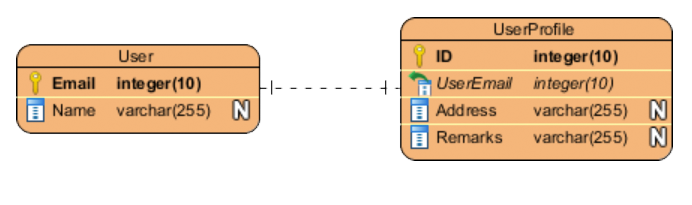 User
Email integer(10)
Name varchar(255) N
UserProfile
ID integer(10)
UserEmail integer(10)
Address varchar(255) N
Remarks varchar(255) N